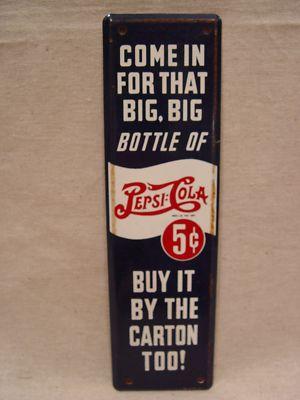 COME IN
FOR THAT
BIG, BIG
BOTTLE OF
PEPSI:COLA
5¢
BUY IT
BY THE
CARTON
TOO!